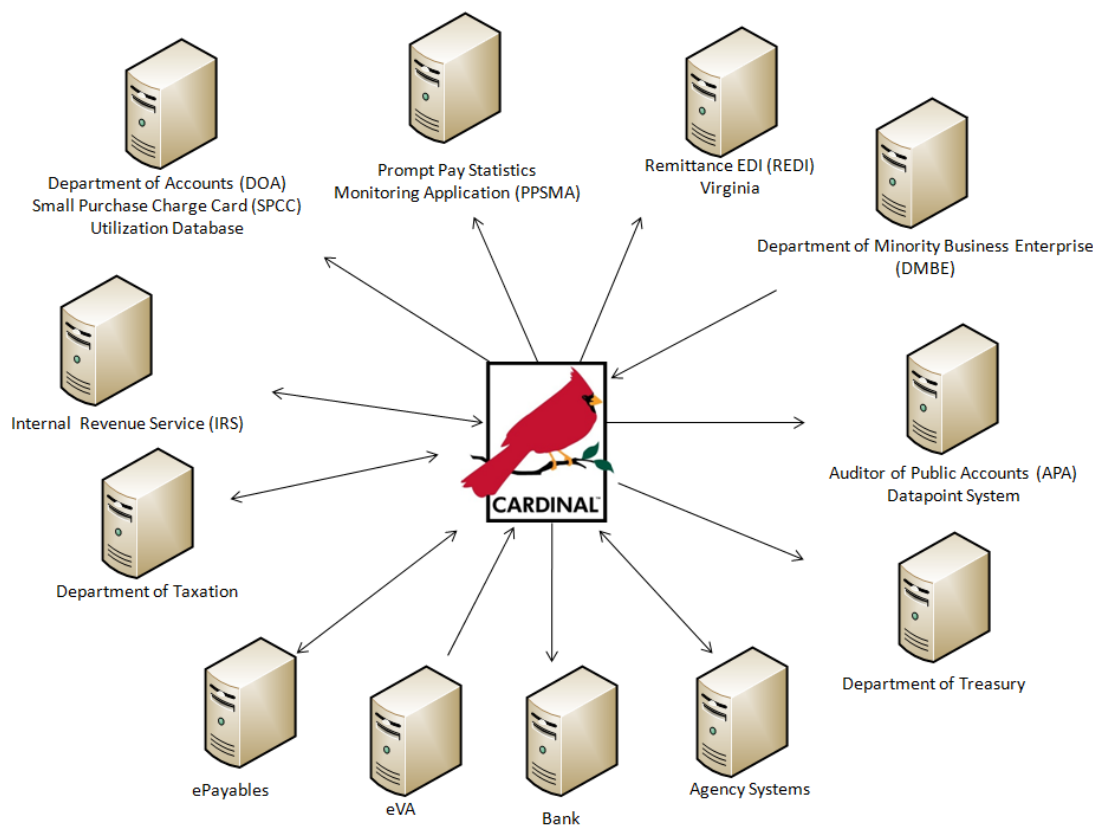 Department of Accounts (DOA)
Small Purchase Charge Card (SPCC)
Utilization Database
Prompt Pay Statistics
Monitoring Application (PPSMA)
Remittance EDI (REDI)
Virginia
Department of Minority Business Enterprise
(DMBE)
Internal Revenue Service (IRS)
CARDINAL™
Auditor of Public Accounts (APA)
Datapoint System
Department of Taxation
Department of Treasury
ePayables
eVA
Bank
Agency Systems